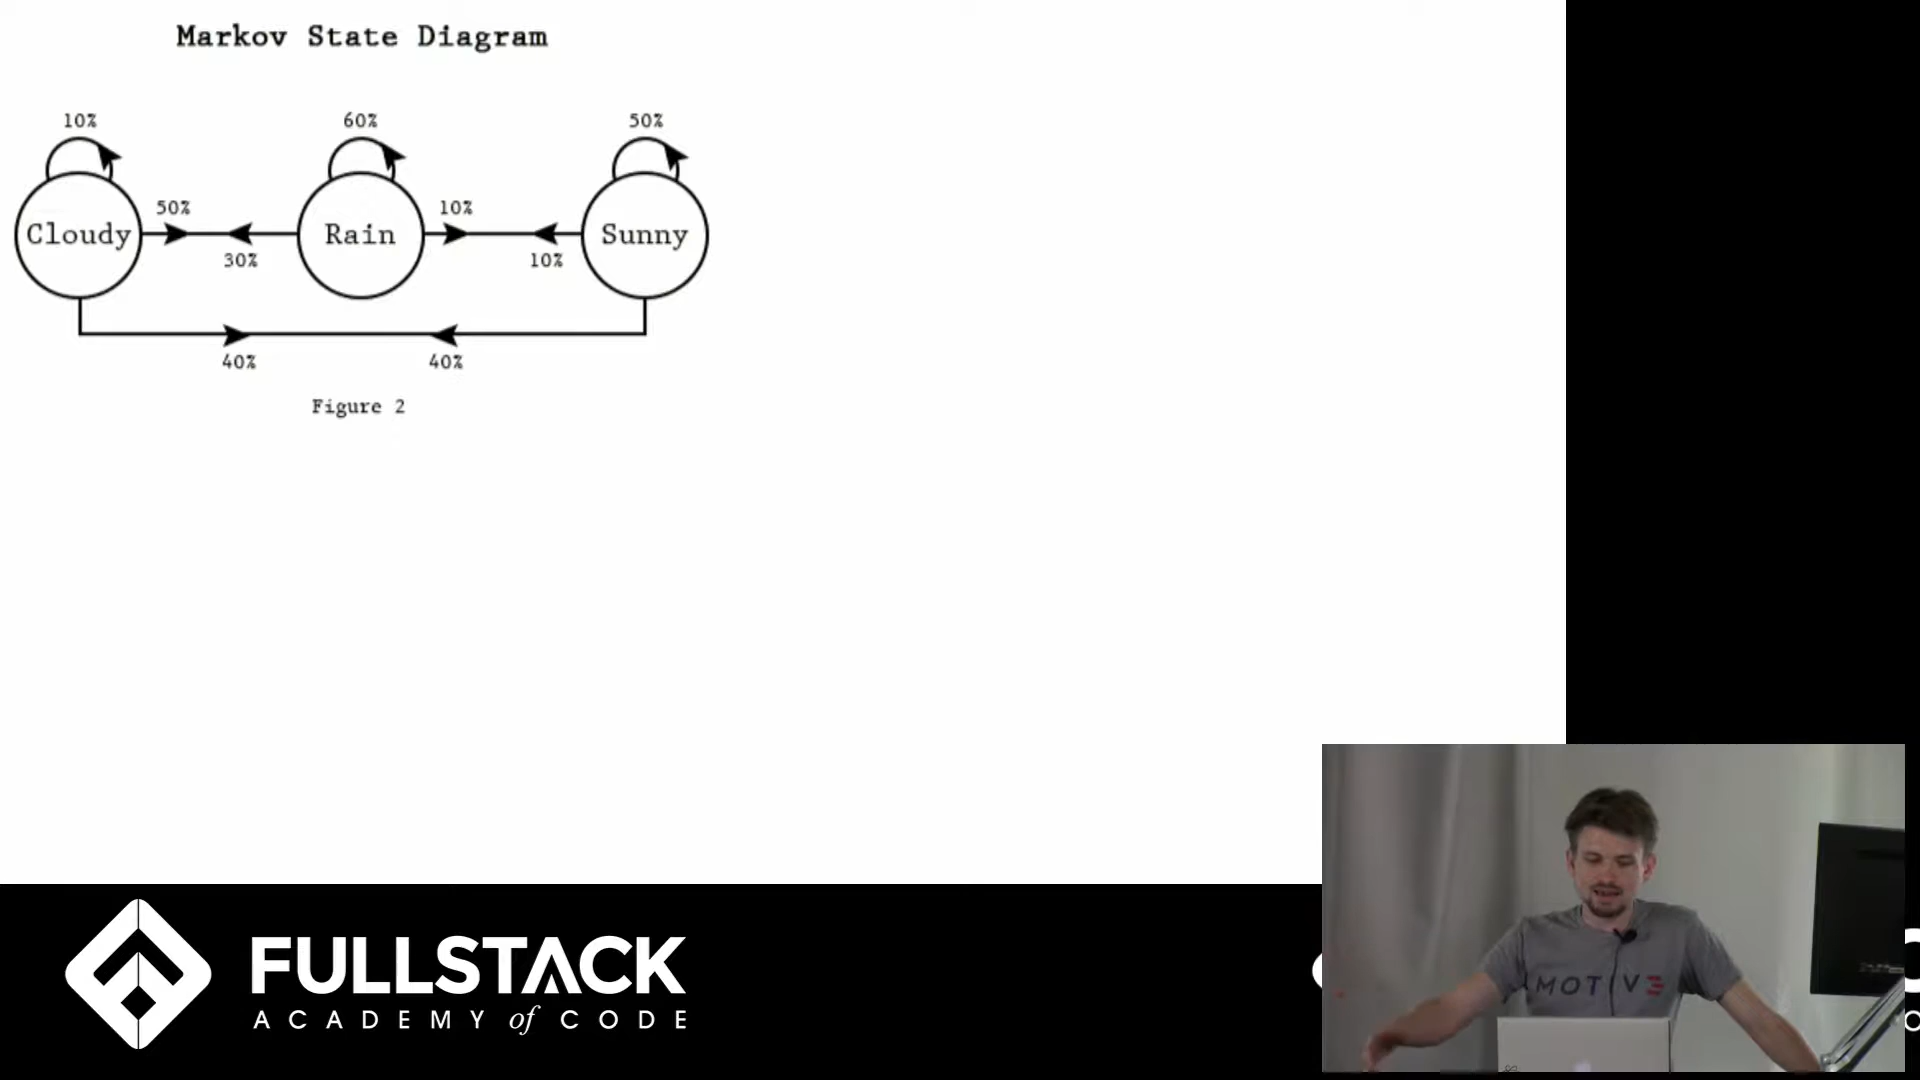 Markov State Diagram
10% 60% 50%
50% 10%
Cloudy Rain Sunny
30% 10%
40% 40%
Figure 2
FULLSTACK
ACADEMY of CODE
MOTIV